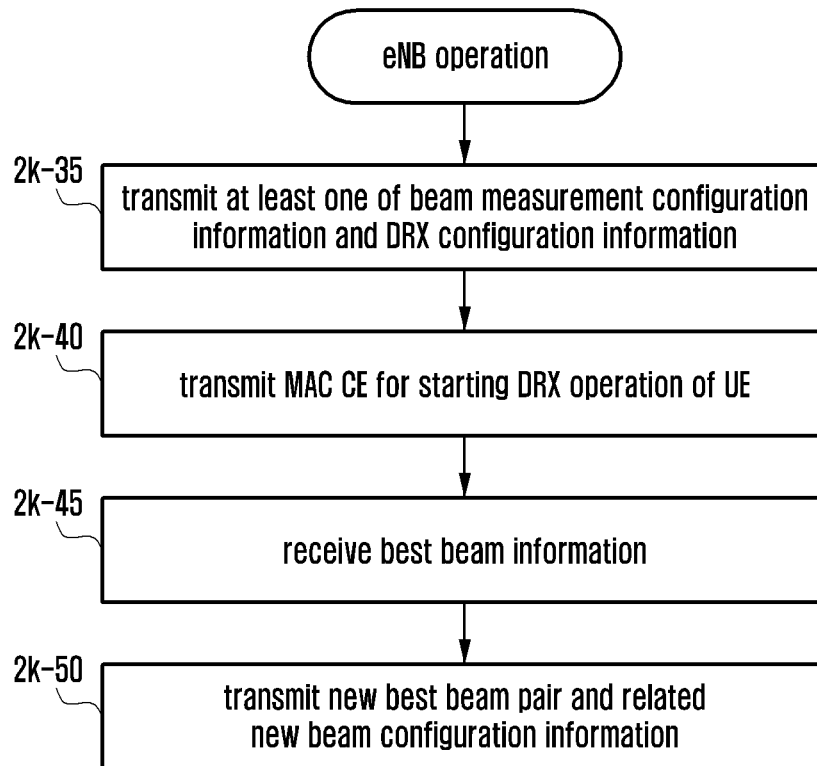 eNB operation
2k-35
transmit at least one of beam measurement configuration
information and DRX configuration information
2k-40
transmit MAC CE for starting DRX operation of UE
2k-45
receive best beam information
2k-50
transmit new best beam pair and related
new beam configuration information